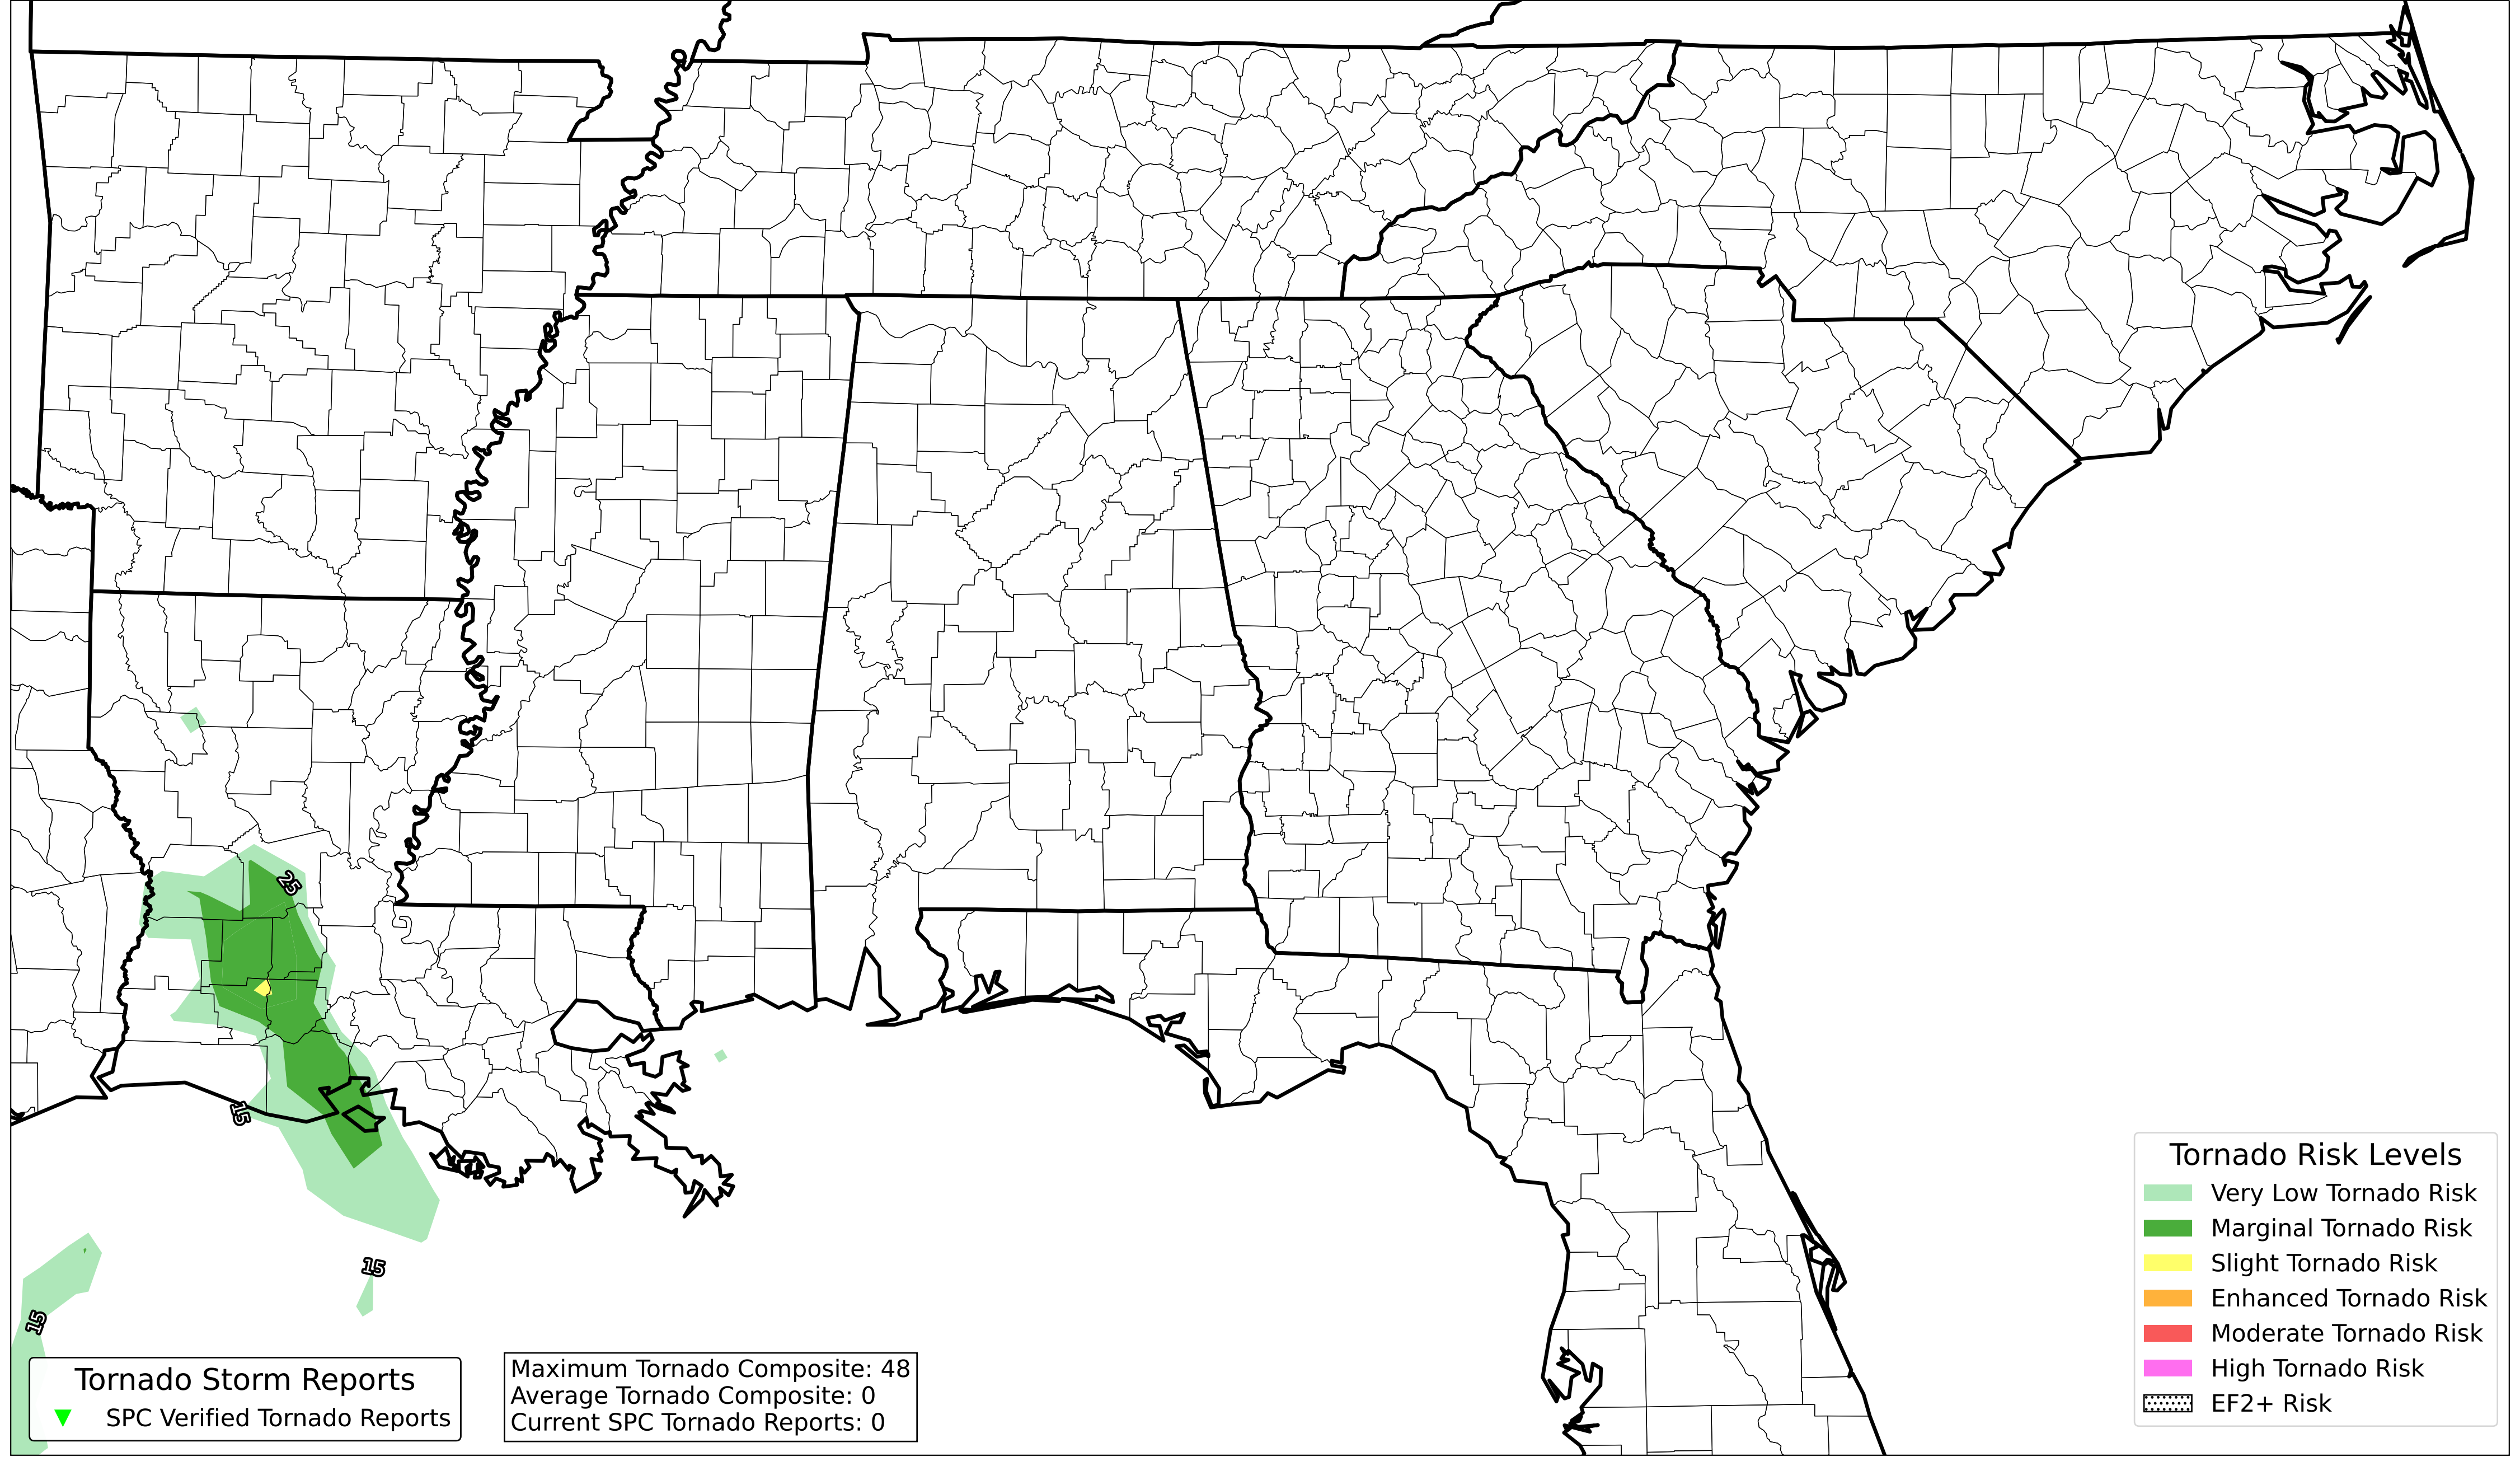 25
15
15
15
Tornado Storm Reports
SPC Verified Tornado Reports
Maximum Tornado Composite: 48
Average Tornado Composite: 0
Current SPC Tornado Reports: 0
Tornado Risk Levels
Very Low Tornado Risk
Marginal Tornado Risk
Slight Tornado Risk
Enhanced Tornado Risk
Moderate Tornado Risk
High Tornado Risk
EF2+ Risk